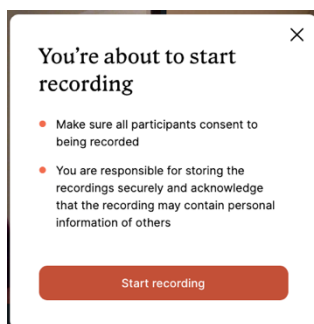 You’re about to start
recording
Make sure all participants consent to
being recorded
You are responsible for storing the
recordings securely and acknowledge
that the recording may contain personal
information of others
Start recording